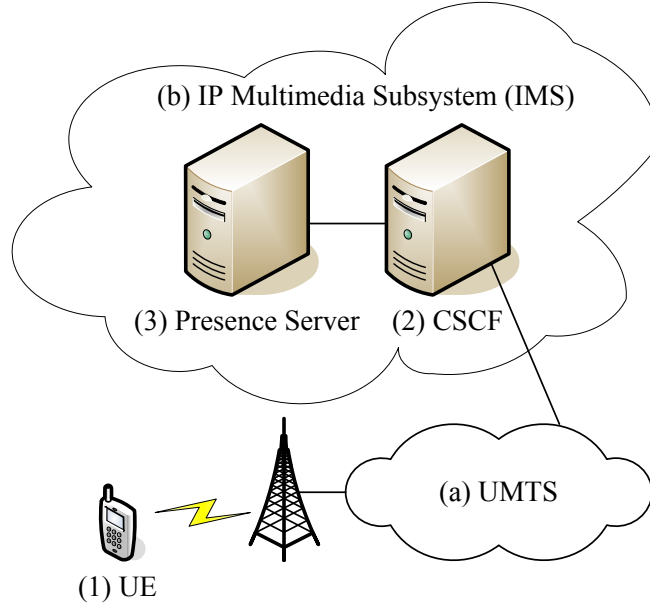 (b) IP Multimedia Subsystem (IMS)
(3) Presence Server
(2) CSCF
(a) UMTS
(1) UE